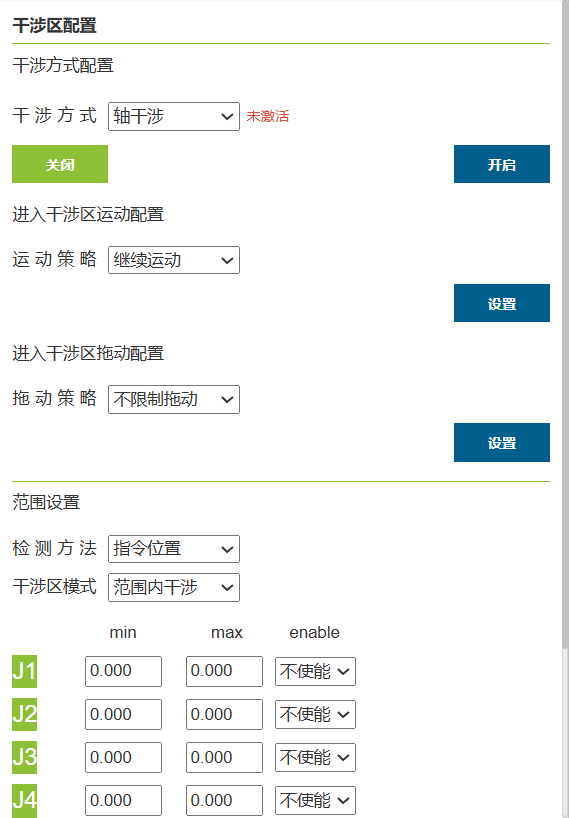 干涉区配置
干涉方式配置
干涉方式 轴干涉 未激活
关闭 开启
进入干涉区运动配置
运动策略 继续运动
设置
进入干涉区拖动配置
拖动策略 不限制拖动
设置
范围设置
检测方法 指令位置
干涉区模式 范围内干涉
min max enable
J1 0.000 0.000 不使能
J2 0.000 0.000 不使能
J3 0.000 0.000 不使能
J4 0.000 0.000 不使能